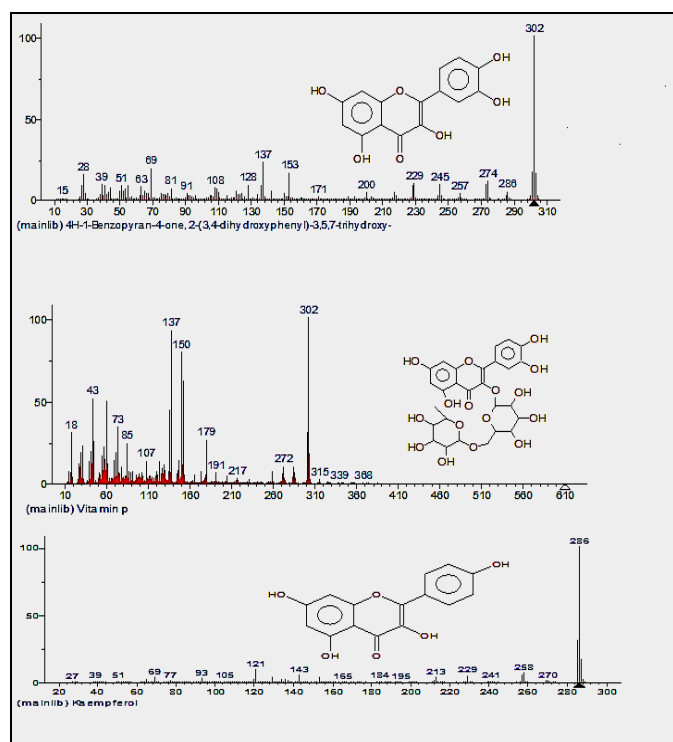 100
302
OH
HO
OH
O
OH
OH
O
50
28
39
51
63
69
81
91
108
128
137
153
171
200
229
245
257
274
286
15
0
10 30 50 70 90 110 130 150 170 190 210 230 250 270 290 310
(mainlib) 4H-1-Benzopyran-4-one, 2-(3,4-dihydroxyphenyl)-3,5,7-trihydroxy-
100
137
302
150
OH
OH
HO
O
O
OH O
HO O OH
HO O O OH
OH OH
50
18
43
73
85
107
179
191
217
272
315
339
368
0
10 60 110 160 210 260 310 360 410 460 510 560 610
(mainlib) Vitamin p
100
286
OH
HO
O
OH
OH
O
50
27
39
51
69
77
93
105
121
143
165
184
195
213
229
241
258
270
0
20 40 60 80 100 120 140 160 180 200 220 240 260 280 300
(mainlib) Kaempferol